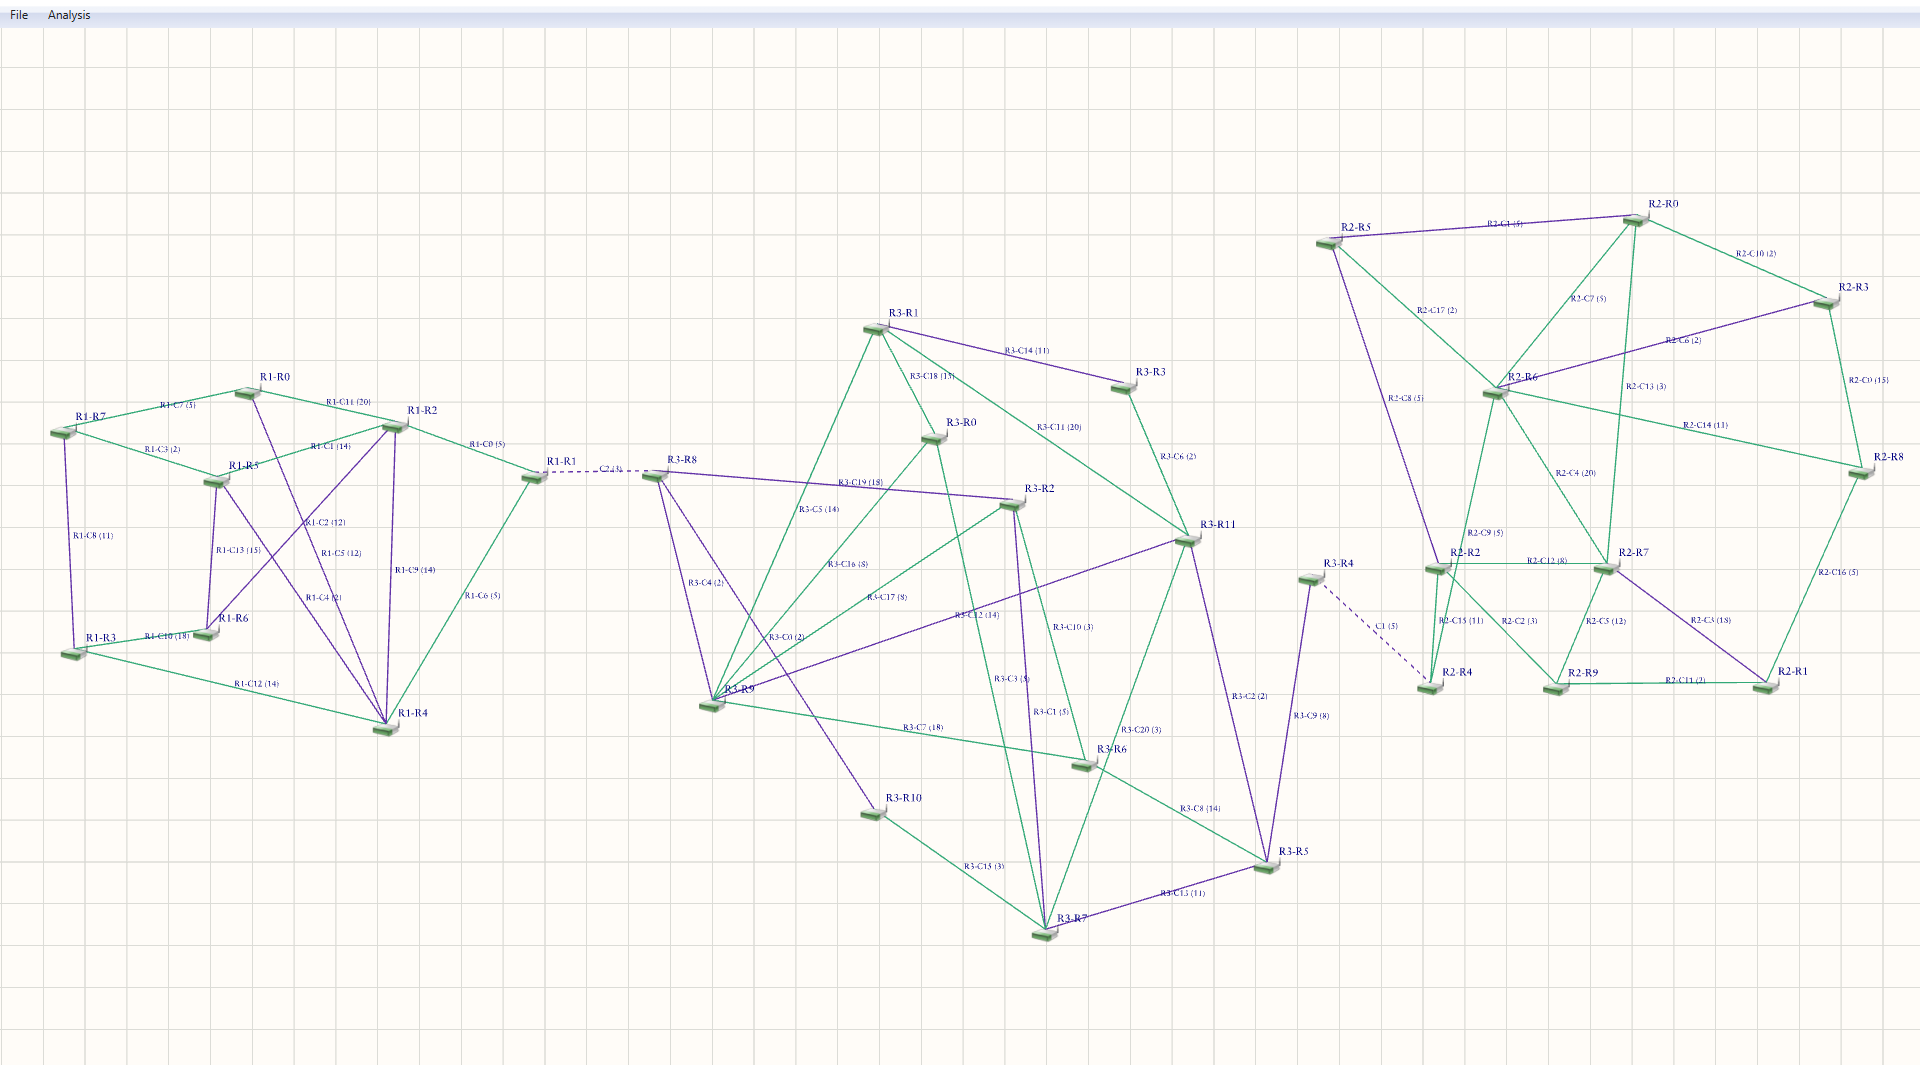 File Analysis
R2-R0
R2-C1 (5)
R2-R5
R2-C10 (2)
R2-R3
R2-C7 (5)
R2-C17 (2)
R3-R1
R2-C6 (2)
R3-C14 (11)
R3-R3
R1-R0
R3-C18 (15)
R2-R6
R2-C0 (15)
R2-C13 (3)
R2-C8 (5)
R1-C7 (5)
R1-C11 (20)
R1-R2
R1-R7
R3-R0
R3-C11 (20)
R2-C14 (11)
R1-C0 (5)
R1-C1 (14)
R1-C3 (2)
R3-C6 (2)
R2-R8
R1-R1
R3-R8
R1-R5
C2 (3)
R2-C4 (20)
R3-C19 (18)
R3-R2
R3-C5 (14)
R1-C2 (12)
R3-R11
R2-C9 (5)
R1-C8 (11)
R1-C13 (15)
R1-C5 (12)
R2-R2
R2-R7
R2-C12 (8)
R3-R4
R3-C16 (8)
R1-C9 (14)
R2-C16 (5)
R3-C4 (2)
R1-C4 (2)
R1-C6 (5)
R3-C17 (8)
R3-C12 (14)
R1-R6
R2-C15 (11)
R2-C2 (3)
R2-C5 (12)
R2-C3 (18)
C1 (5)
R3-C10 (3)
R1-R3
R1-C10 (18)
R3-C0 (2)
R2-R4
R2-R9
R2-R1
R3-C3 (5)
R2-C11 (2)
R1-C12 (14)
R3-R9
R3-C2 (2)
R1-R4
R3-C1 (5)
R3-C9 (8)
R3-C7 (18)
R3-C20 (3)
R3-R6
R3-R10
R3-C8 (14)
R3-R5
R3-C15 (3)
R3-C13 (11)
R3-R7